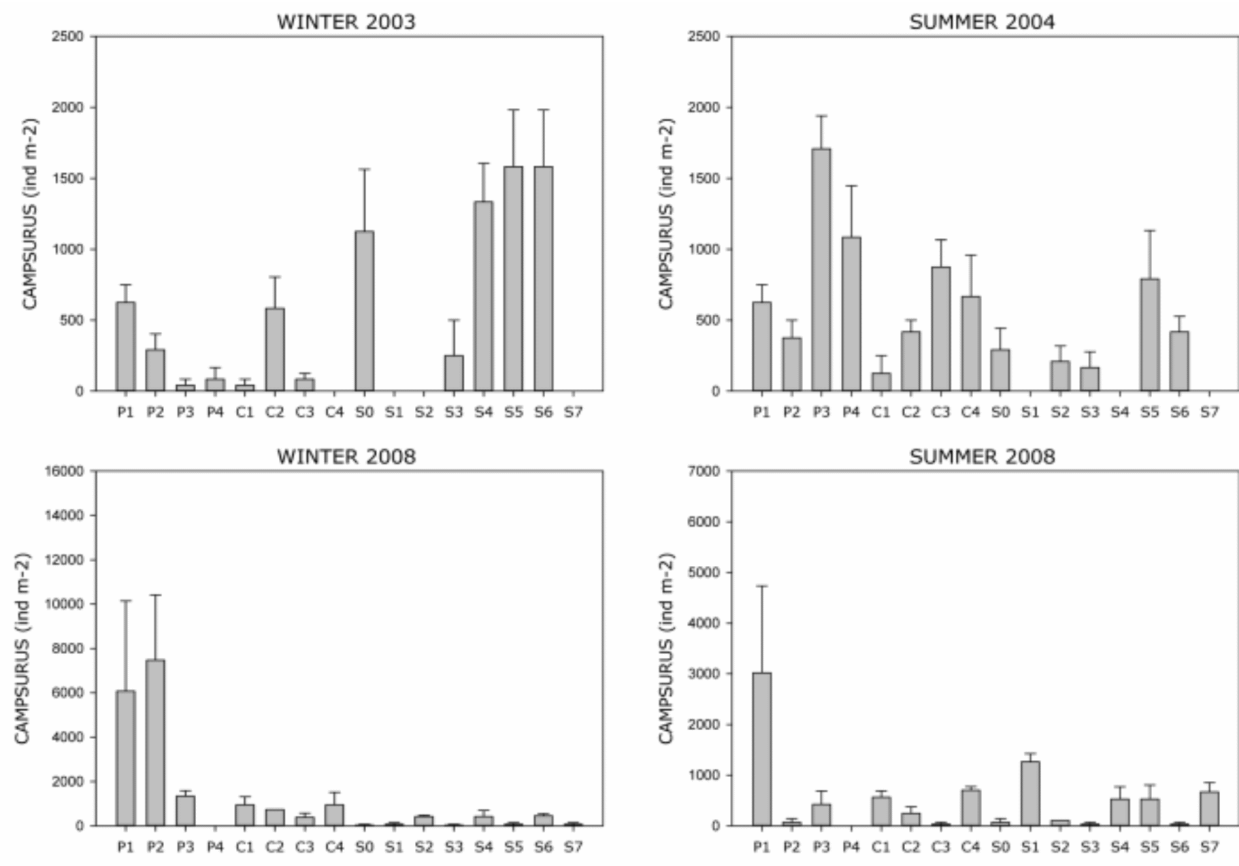 WINTER 2003
2500
2000
1500
1000
500
0
CAMPSURUS (ind m-2)
P1 P2 P3 P4 C1 C2 C3 C4 S0 S1 S2 S3 S4 S5 S6 S7
SUMMER 2004
2500
2000
1500
1000
500
0
CAMPSURUS (ind m-2)
P1 P2 P3 P4 C1 C2 C3 C4 S0 S1 S2 S3 S4 S5 S6 S7
WINTER 2008
16000
14000
12000
10000
8000
6000
4000
2000
0
CAMPSURUS (ind m-2)
P1 P2 P3 P4 C1 C2 C3 C4 S0 S1 S2 S3 S4 S5 S6 S7
SUMMER 2008
7000
6000
5000
4000
3000
2000
1000
0
CAMPSURUS (ind m-2)
P1 P2 P3 P4 C1 C2 C3 C4 S0 S1 S2 S3 S4 S5 S6 S7